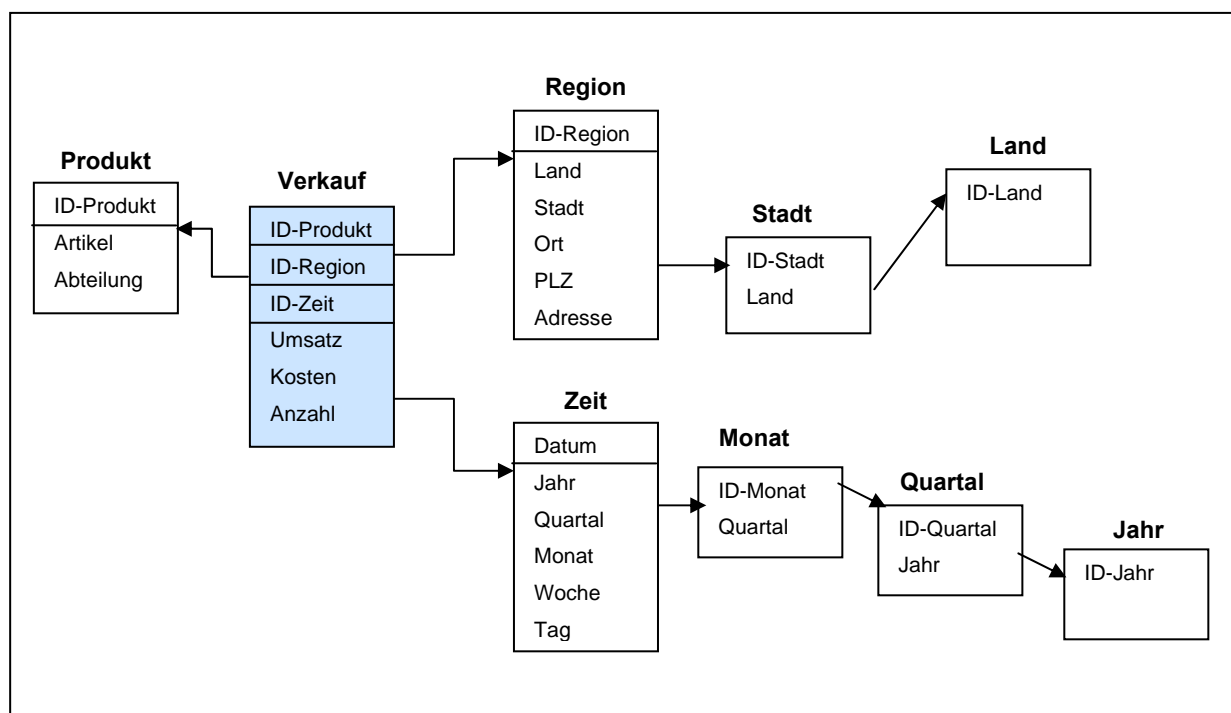 Produkt
ID-Produkt
Artikel
Abteilung
Verkauf
ID-Produkt
ID-Region
ID-Zeit
Umsatz
Kosten
Anzahl
Region
ID-Region
Land
Stadt
Ort
PLZ
Adresse
Stadt
ID-Stadt
Land
Land
ID-Land
Zeit
Datum
Jahr
Quartal
Monat
Woche
Tag
Monat
ID-Monat
Quartal
Quartal
ID-Quartal
Jahr
Jahr
ID-Jahr